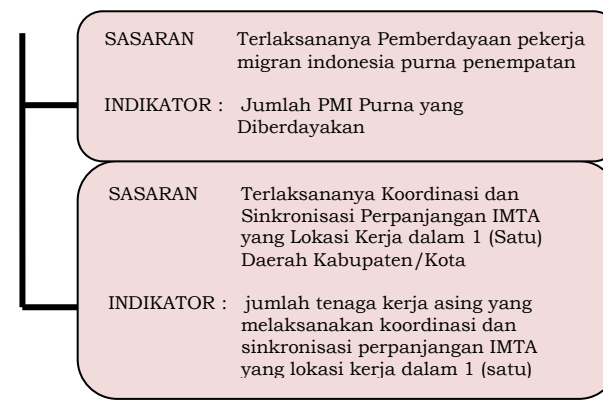 SASARAN Terlaksananya Pemberdayaan pekerja
migran indonesia purna penempatan
INDIKATOR : Jumlah PMI Purna yang
Diberdayakan
SASARAN Terlaksananya Koordinasi dan
Sinkronisasi Perpanjangan IMTA
yang Lokasi Kerja dalam 1 (Satu)
Daerah Kabupaten/Kota
INDIKATOR : jumlah tenaga kerja asing yang
melaksanakan koordinasi dan
sinkronisasi perpanjangan IMTA
yang lokasi kerja dalam 1 (satu)